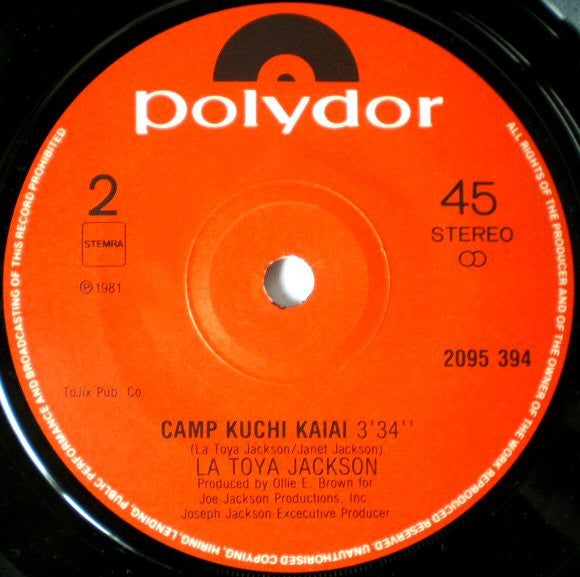 polydor
2
45
STEMRA
STEREO
℗ 1981
2095 394
ToJix Pub. Co.
CAMP KUCHI KAIAI 3'34''
(La Toya Jackson/Janet Jackson)
LA TOYA JACKSON
Produced by Ollie E. Brown for
Joe Jackson Productions, Inc.
Joseph Jackson-Excecutive Producer
ALL RIGHTS OF THE PRODUCER AND OF THE OWNER OF THE WORK REPRODUCED RESERVED. UNAUTHORISED COPYING, HIRING, LENDING, PUBLIC PERFORMANCE AND BROADCASTING OF THIS RECORD PROHIBITED.